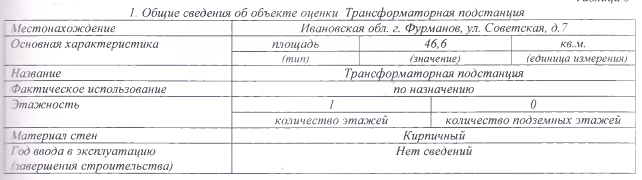 1. Общие сведения об объекте оценки Трансформаторная подстанция
Местонахождение Ивановская обл. г. Фурманов, ул. Советская, д.7
Основная характеристика площадь 46,6 кв.м.
(тип) (значение) (единица измерения)
Название Трансформаторная подстанция
Фактическое использование по назначению
Этажность 1 0
количество этажей количество подземных этажей
Материал стен Кирпичный
Год ввода в эксплуатацию Нет сведений
(завершения строительства)